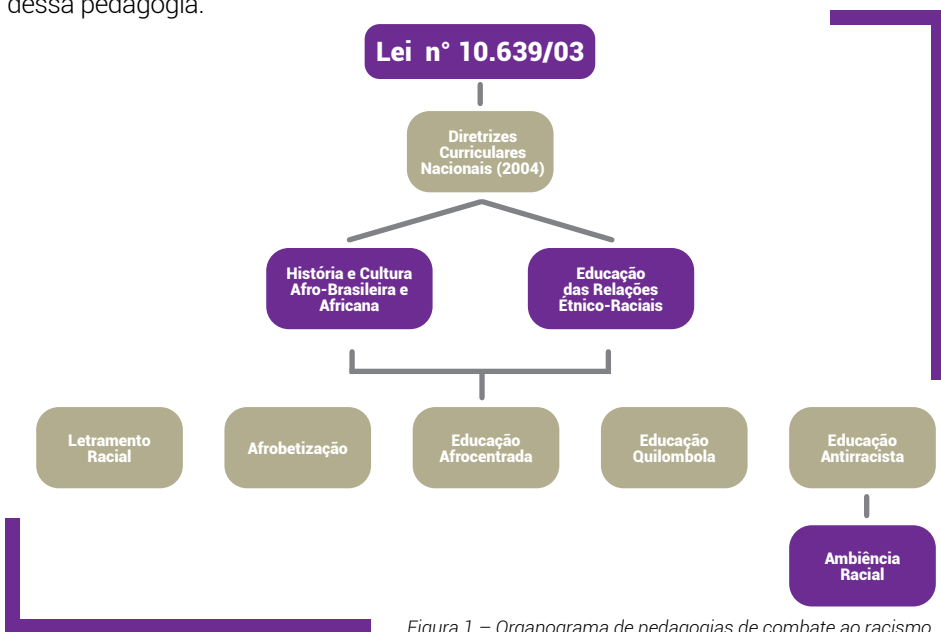 dessa pedagogia.
Lei n° 10.639/03
Diretrizes
Curriculares
Nacionais (2004)
História e Cultura
Afro-Brasileira e
Africana
Educação
das Relações
Étnico-Raciais
Letramento
Racial
Afrobetização
Educação
Afrocentrada
Educação
Quilombola
Educação
Antirracista
Ambiência
Racial
Figura 1 – Organograma de pedagogias de combate ao racismo